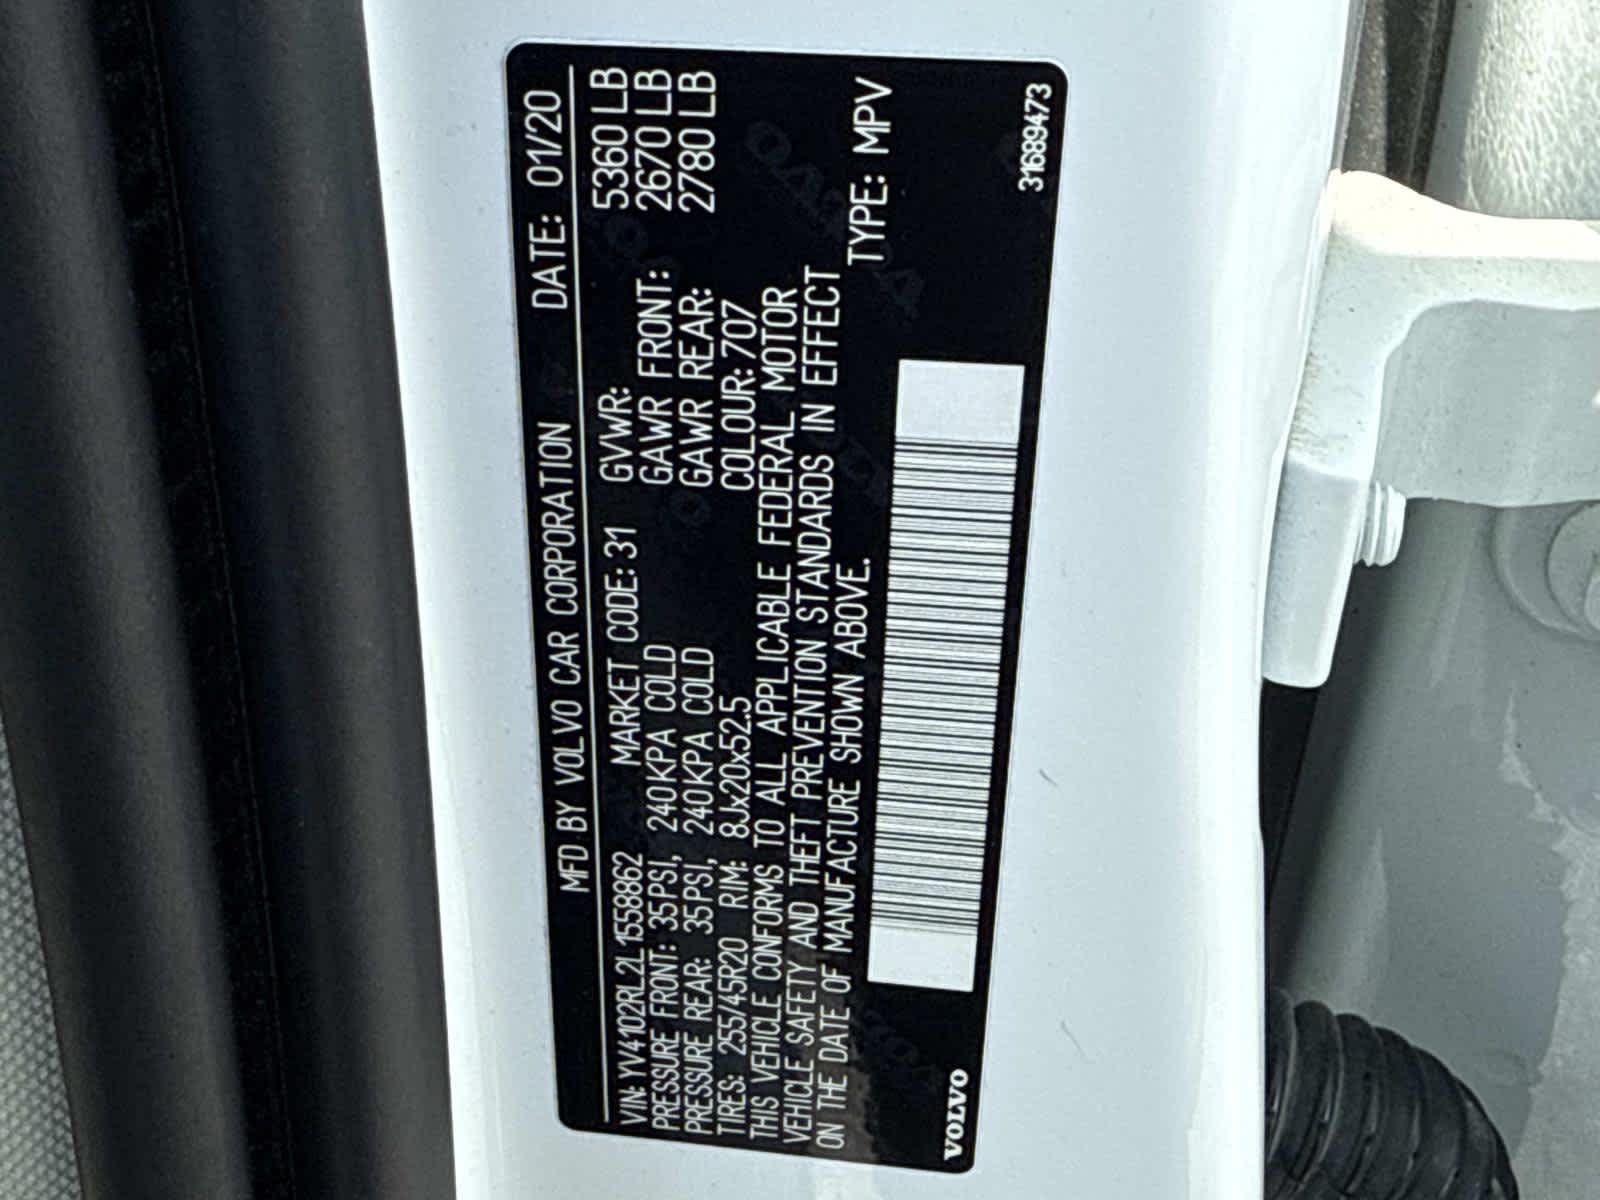 MFD BY VOLVO CAR CORPORATION DATE: 01/20
VIN: YV4102RL2L1558862 MARKET CODE: 31 GVWR: 5360 LB
PRESSURE FRONT: 35PSI, 240KPA COLD GAWR FRONT: 2670 LB
PRESSURE REAR: 35PSI, 240KPA COLD GAWR REAR: 2780 LB
TIRES: 255/45R20 RIM: 8Jx20x52.5 COLOUR: 707
THIS VEHICLE CONFORMS TO ALL APPLICABLE FEDERAL MOTOR
VEHICLE SAFETY AND THEFT PREVENTION STANDARDS IN EFFECT
ON THE DATE OF MANUFACTURE SHOWN ABOVE. TYPE: MPV
VOLVO 31689473